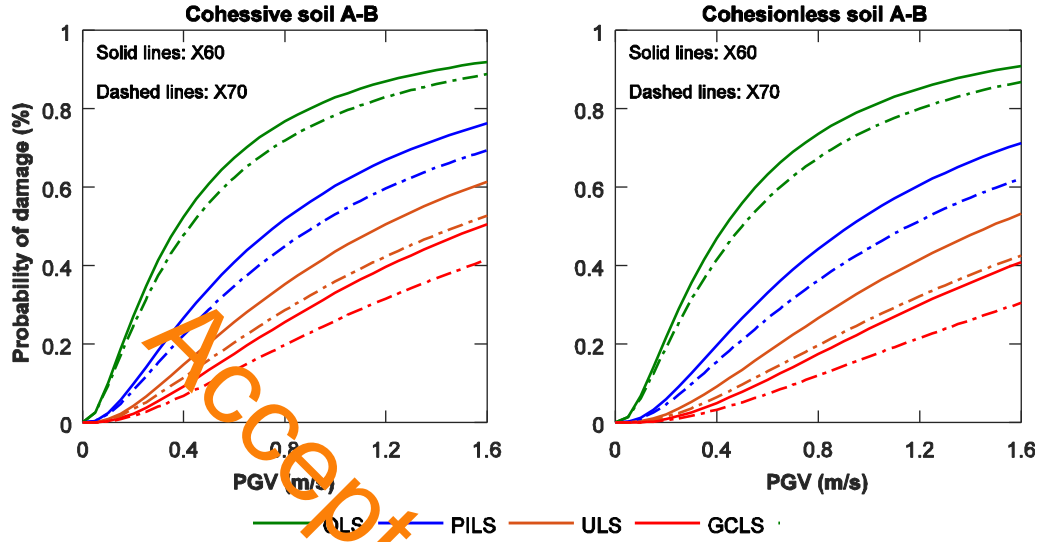 Cohessive soil A-B
Cohesionless soil A-B
Solid lines: X60
Dashed lines: X70
Solid lines: X60
Dashed lines: X70
Probability of damage (%)
1
0.8
0.6
0.4
0.2
0
0 0.4 0.8 1.2 1.6
PGV (m/s)
1
0.8
0.6
0.4
0.2
0
0 0.4 0.8 1.2 1.6
PGV (m/s)
OLS PILS ULS GCLS
Accept